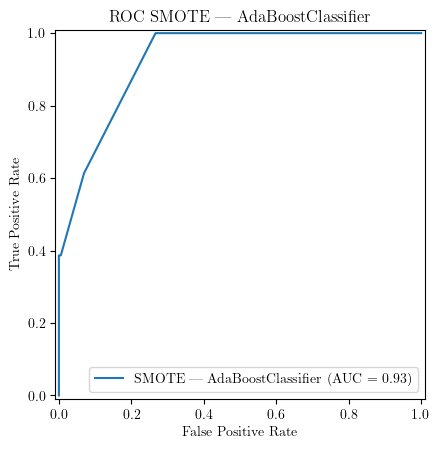 ROC SMOTE — AdaBoostClassifier
1.0
0.8
0.6
0.4
0.2
0.0
True Positive Rate
SMOTE — AdaBoostClassifier (AUC = 0.93)
0.0 0.2 0.4 0.6 0.8 1.0
False Positive Rate